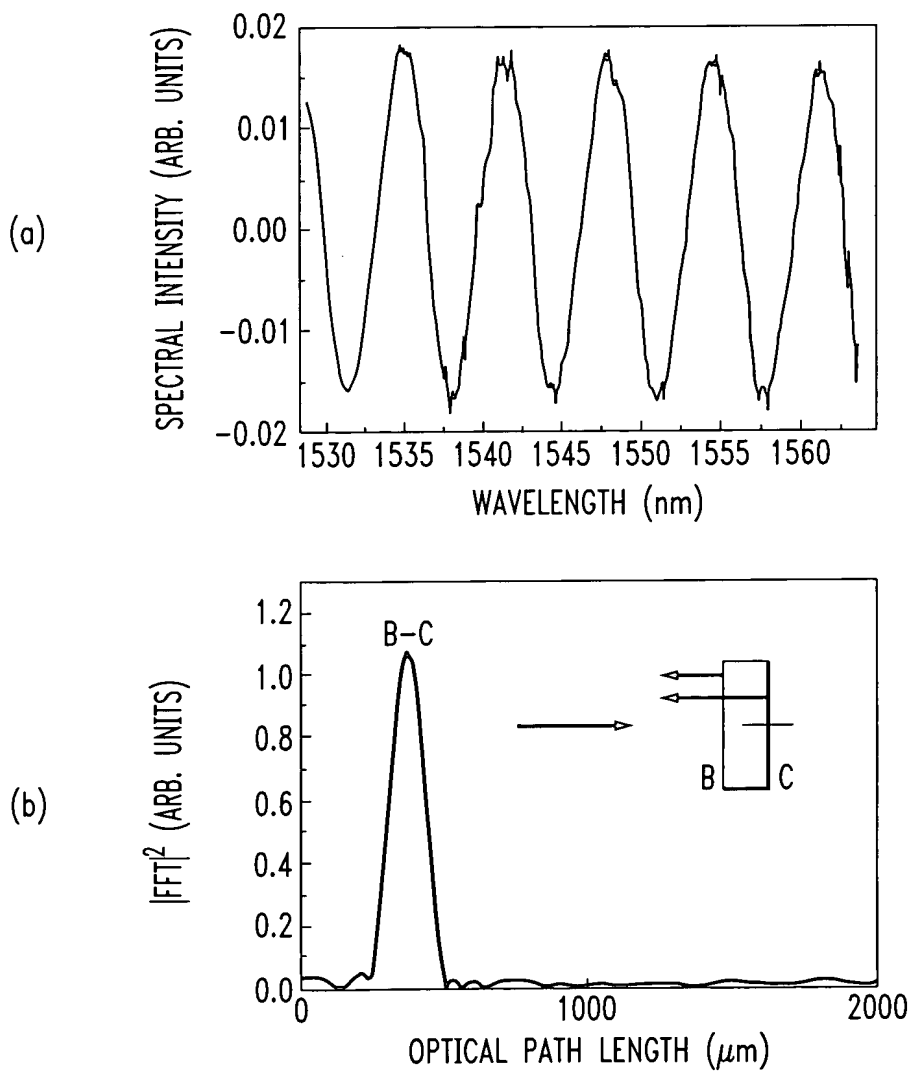 (a)
SPECTRAL INTENSITY (ARB. UNITS)
0.02
0.01
0.00
-0.01
-0.02
1530 1535 1540 1545 1550 1555 1560
WAVELENGTH (nm)
(b)
|FFT|² (ARB. UNITS)
1.2
1.0
0.8
0.6
0.4
0.2
0.0
B-C
B C
0 1000 2000
OPTICAL PATH LENGTH (μm)